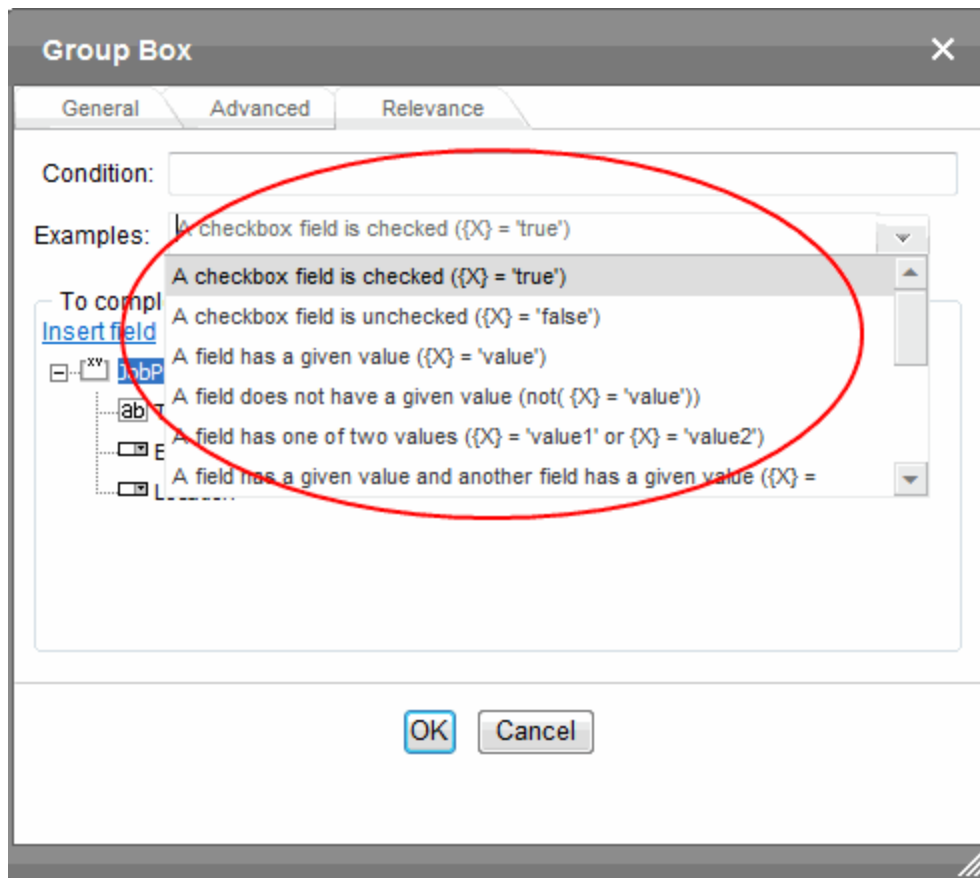 Group Box
General Advanced Relevance
Condition:
Examples: A checkbox field is checked ({X} = 'true')
A checkbox field is checked ({X} = 'true')
To compl
A checkbox field is unchecked ({X} = 'false')
Insert field
A field has a given value ({X} = 'value')
A field does not have a given value (not( {X} = 'value'))
ab
A field has one of two values ({X} = 'value1' or {X} = 'value2')
A field has a given value and another field has a given value ({X} =
OK Cancel